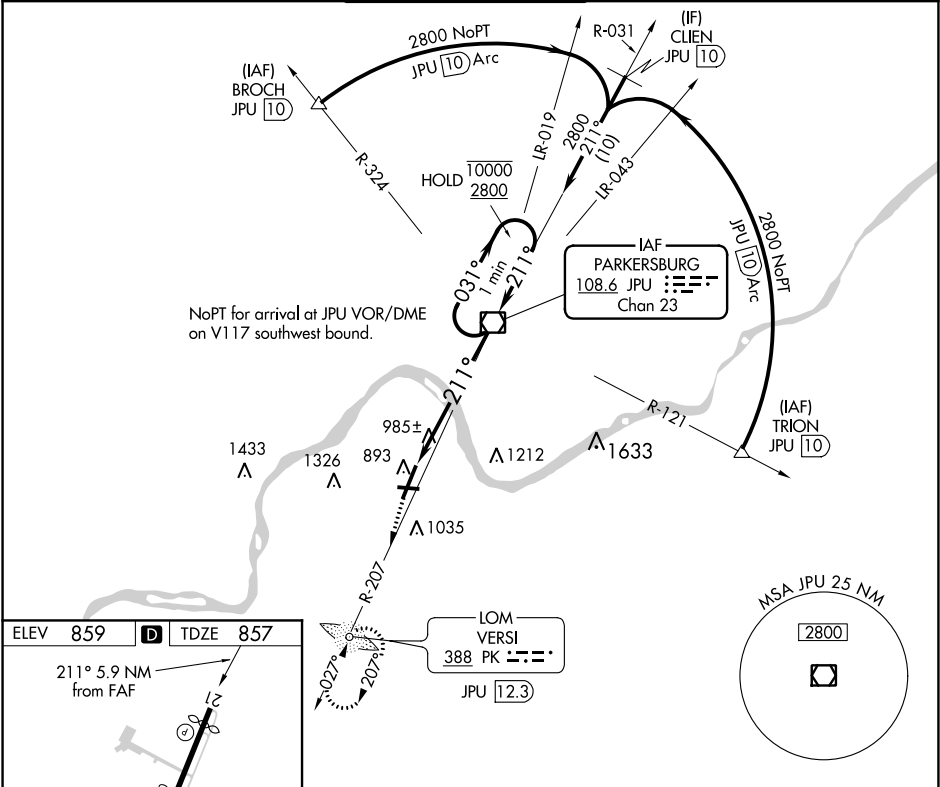 2800 NoPT
JPU 10 Arc
R-031
(IF)
CLIEN
JPU 10
(IAF)
BROCH
JPU 10
R-324
LR-019
2800
211°
(10)
LR-043
HOLD 10000
2800
031°
1 min
211°
2800 NoPT
JPU 10 Arc
IAF
PARKERSBURG
108.6 JPU
Chan 23
NoPT for arrival at JPU VOR/DME
on V117 southwest bound.
211°
R-121
(IAF)
TRION
JPU 10
985±
1433
1326
893
1212
1633
1035
R-207
MSA JPU 25 NM
2800
LOM
VERSI
388 PK
JPU 12.3
027°
207°
ELEV 859 D TDZE 857
211° 5.9 NM
from FAF
21
P